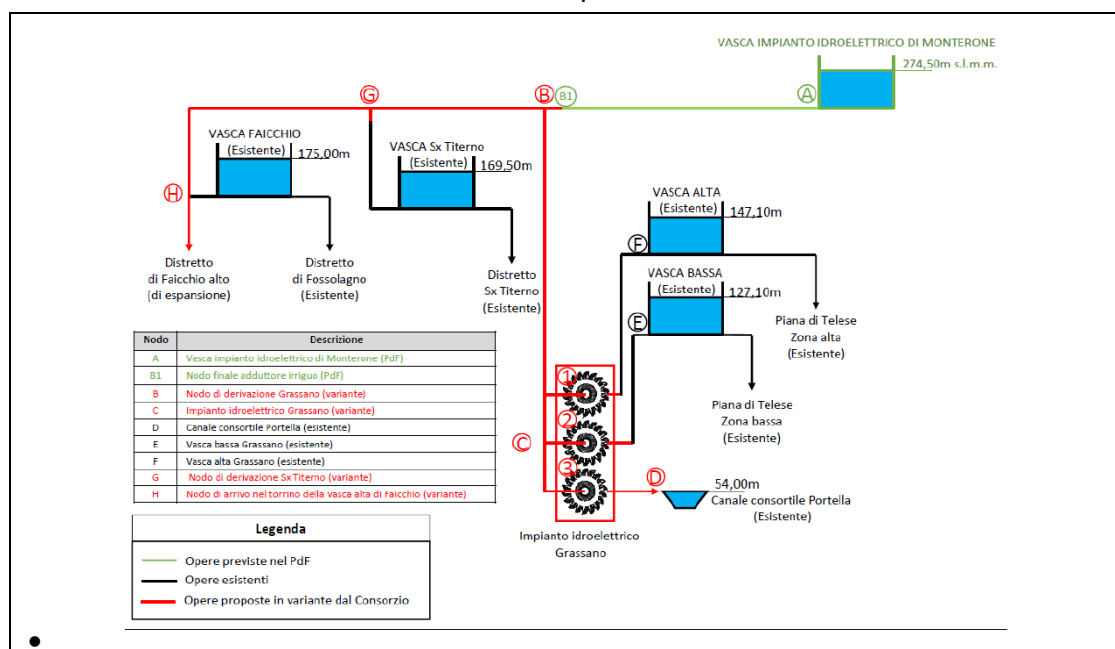 VASCA IMPIANTO IDROELETTRICO DI MONTERONE
274,50m s.l.m.m.
A
B
B1
G
VASCA FAICCHIO
(Esistente)
175,00m
VASCA Sx Titerno
(Esistente)
169,50m
H
VASCA ALTA
(Esistente)
147,10m
F
VASCA BASSA
(Esistente)
127,10m
E
Distretto
di Faicchio alto
(di espansione)
Distretto
di Fossolagno
(Esistente)
Distretto
Sx Titerno
(Esistente)
Piana di Telese
Zona alta
(Esistente)
Piana di Telese
Zona bassa
(Esistente)
1
2
3
C
D
54,00m
Canale consortile Portella
(Esistente)
Impianto idroelettrico
Grassano
Nodo Descrizione
A Vasca impianto idroelettrico di Monterone (PdF)
B1 Nodo finale adduttore irriguo (PdF)
B Nodo di derivazione Grassano (variante)
C Impianto idroelettrico Grassano (variante)
D Canale consortile Portella (esistente)
E Vasca bassa Grassano (esistente)
F Vasca alta Grassano (esistente)
G Nodo di derivazione Sx Titerno (variante)
H Nodo di arrivo nel torrino della vasca alta di Faicchio (variante)
Legenda
Opere previste nel PdF
Opere esistenti
Opere proposte in variante dal Consorzio